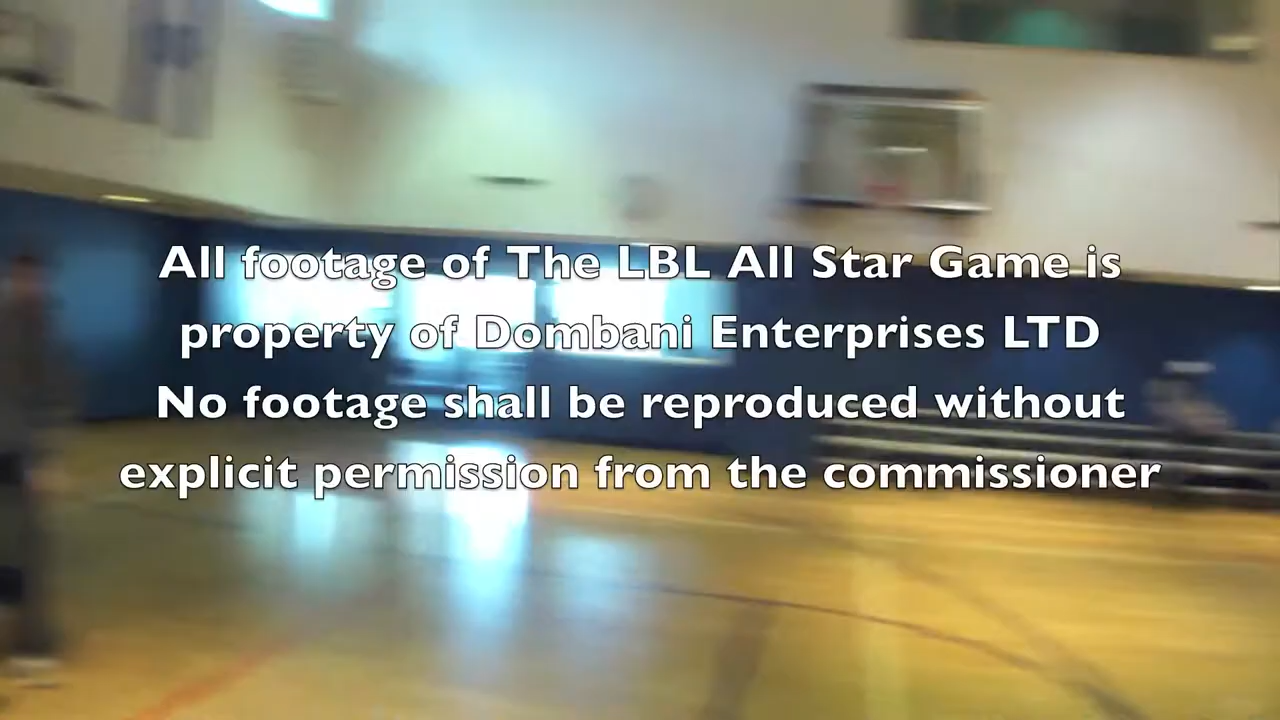 All footage of The LBL All Star Game is
property of Dombani Enterprises LTD
No footage shall be reproduced without
explicit permission from the commissioner